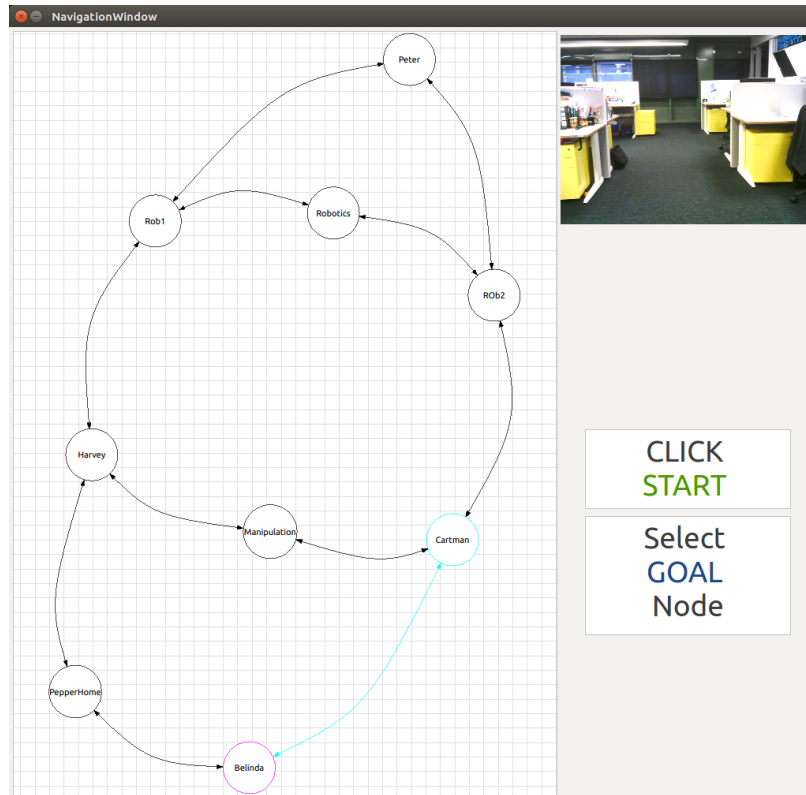 NavigationWindow
Peter
Rob1
Robotics
ROb2
Harvey
Manipulation
Cartman
PepperHome
Belinda
CLICK
START
Select
GOAL
Node